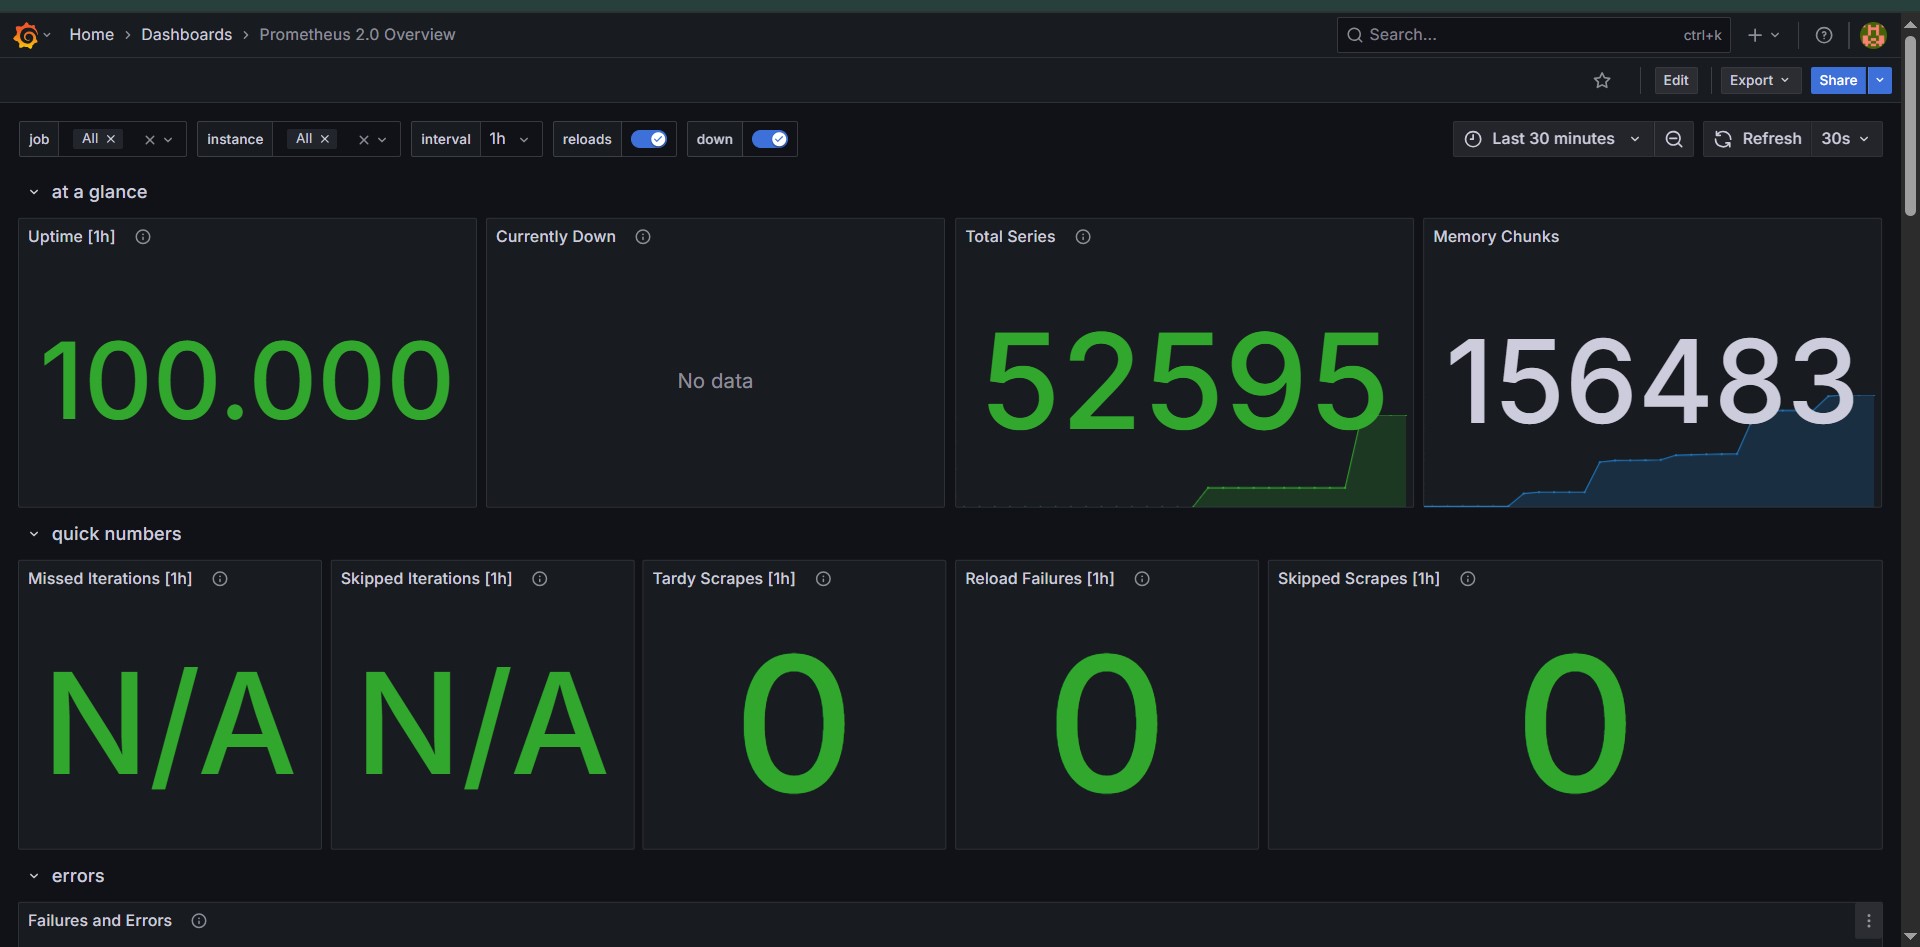 Home › Dashboards › Prometheus 2.0 Overview
Search... ctrl+k
Edit Export Share
job All instance All interval 1h reloads down
Last 30 minutes Refresh 30s
at a glance
Uptime [1h] Currently Down Total Series Memory Chunks
100.000 No data 52595 156483
quick numbers
Missed Iterations [1h] Skipped Iterations [1h] Tardy Scrapes [1h] Reload Failures [1h] Skipped Scrapes [1h]
N/A N/A 0 0 0
errors
Failures and Errors